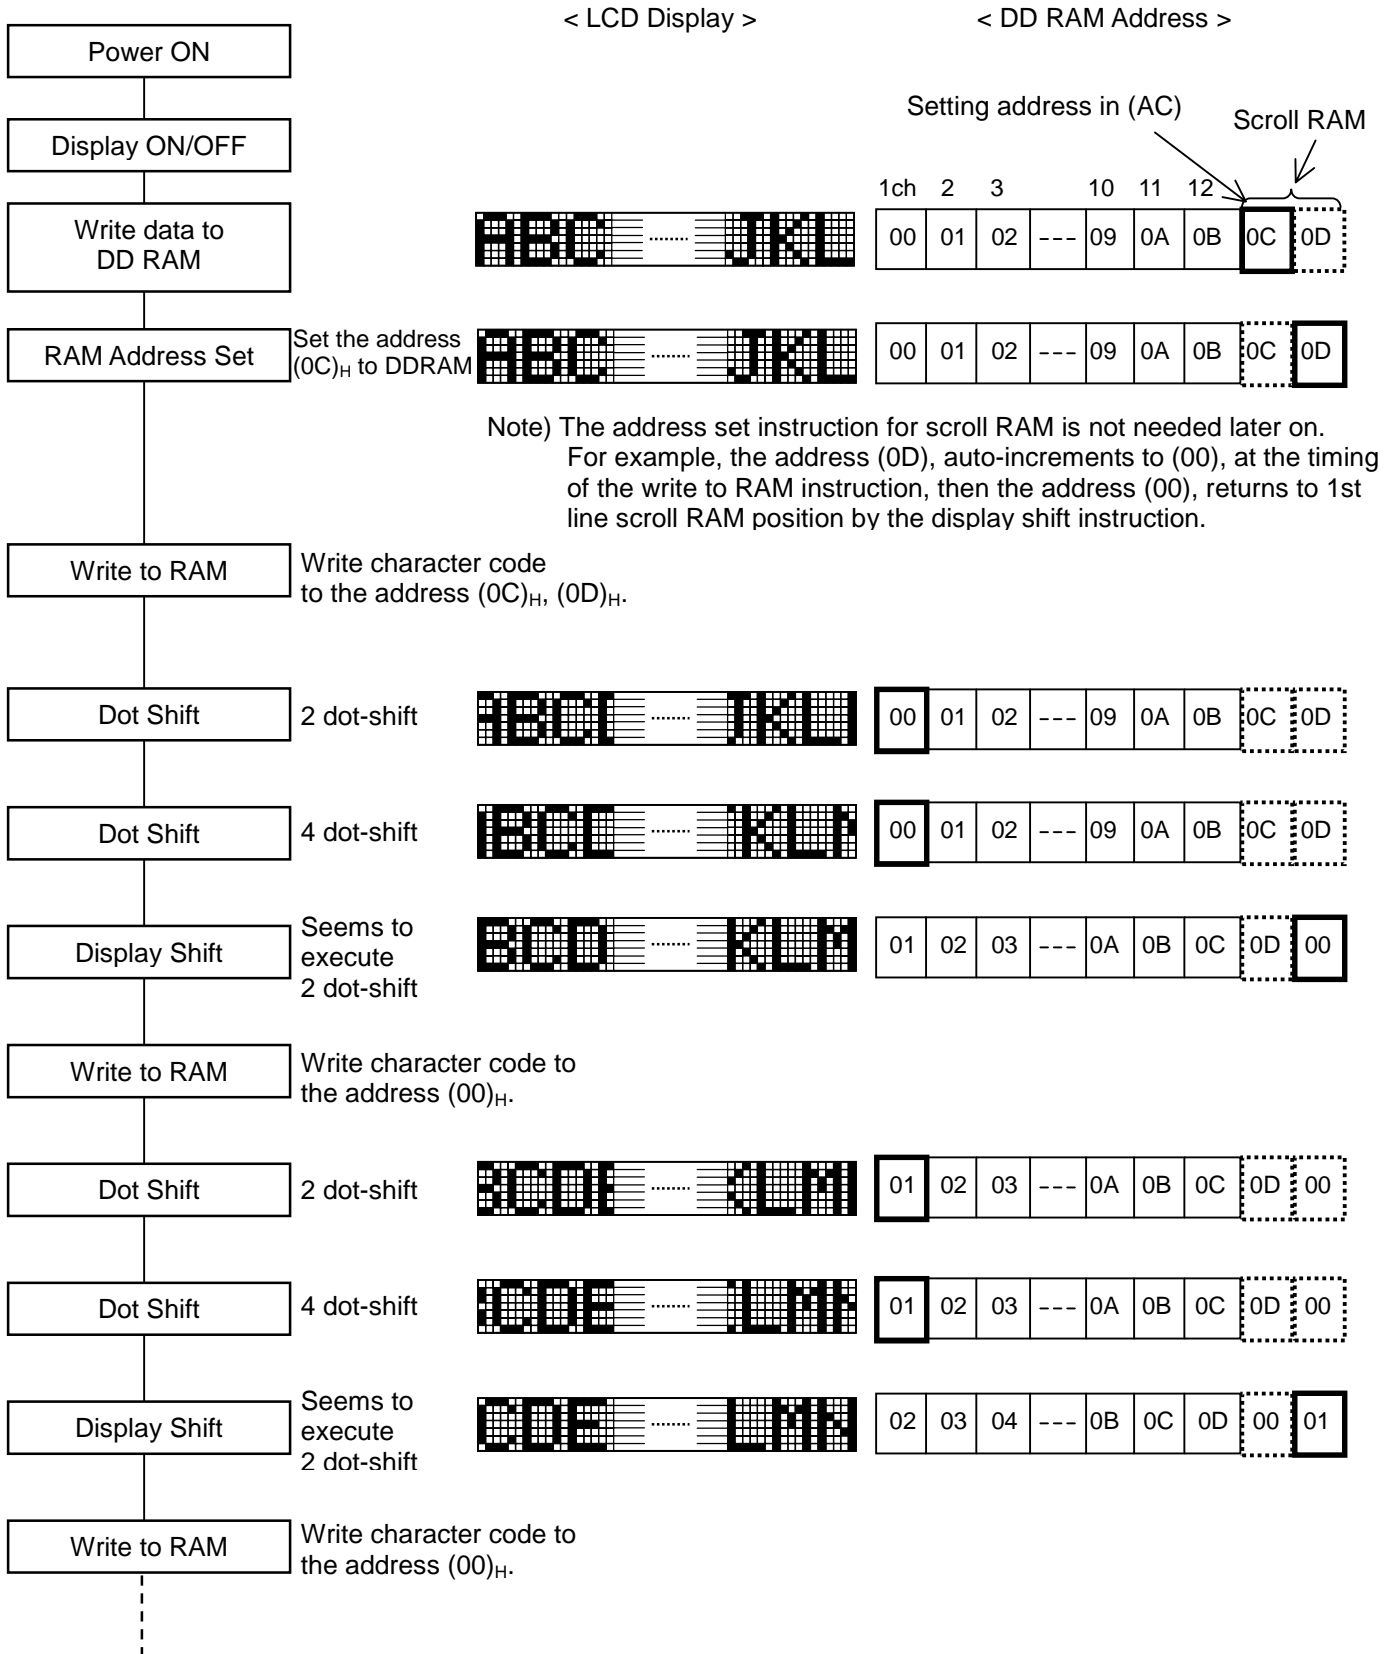 < LCD Display > < DD RAM Address >
Power ON
Setting address in (AC)
Scroll RAM
Display ON/OFF
1ch 2 3 10 11 12
Write data to
DD RAM
ABC ........ JKL
00 01 02 --- 09 0A 0B 0C 0D
RAM Address Set
Set the address
(0C)H to DDRAM
ABC ........ JKL
00 01 02 --- 09 0A 0B 0C 0D
Note) The address set instruction for scroll RAM is not needed later on.
For example, the address (0D), auto-increments to (00), at the timing
of the write to RAM instruction, then the address (00), returns to 1st
line scroll RAM position by the display shift instruction.
Write to RAM
Write character code
to the address (0C)H, (0D)H.
Dot Shift
2 dot-shift
00 01 02 --- 09 0A 0B 0C 0D
Dot Shift
4 dot-shift
00 01 02 --- 09 0A 0B 0C 0D
Display Shift
Seems to
execute
2 dot-shift
BCD ........ KLM
01 02 03 --- 0A 0B 0C 0D 00
Write to RAM
Write character code to
the address (00)H.
Dot Shift
2 dot-shift
01 02 03 --- 0A 0B 0C 0D 00
Dot Shift
4 dot-shift
01 02 03 --- 0A 0B 0C 0D 00
Display Shift
Seems to
execute
2 dot-shift
CDE ........ LMN
02 03 04 --- 0B 0C 0D 00 01
Write to RAM
Write character code to
the address (00)H.